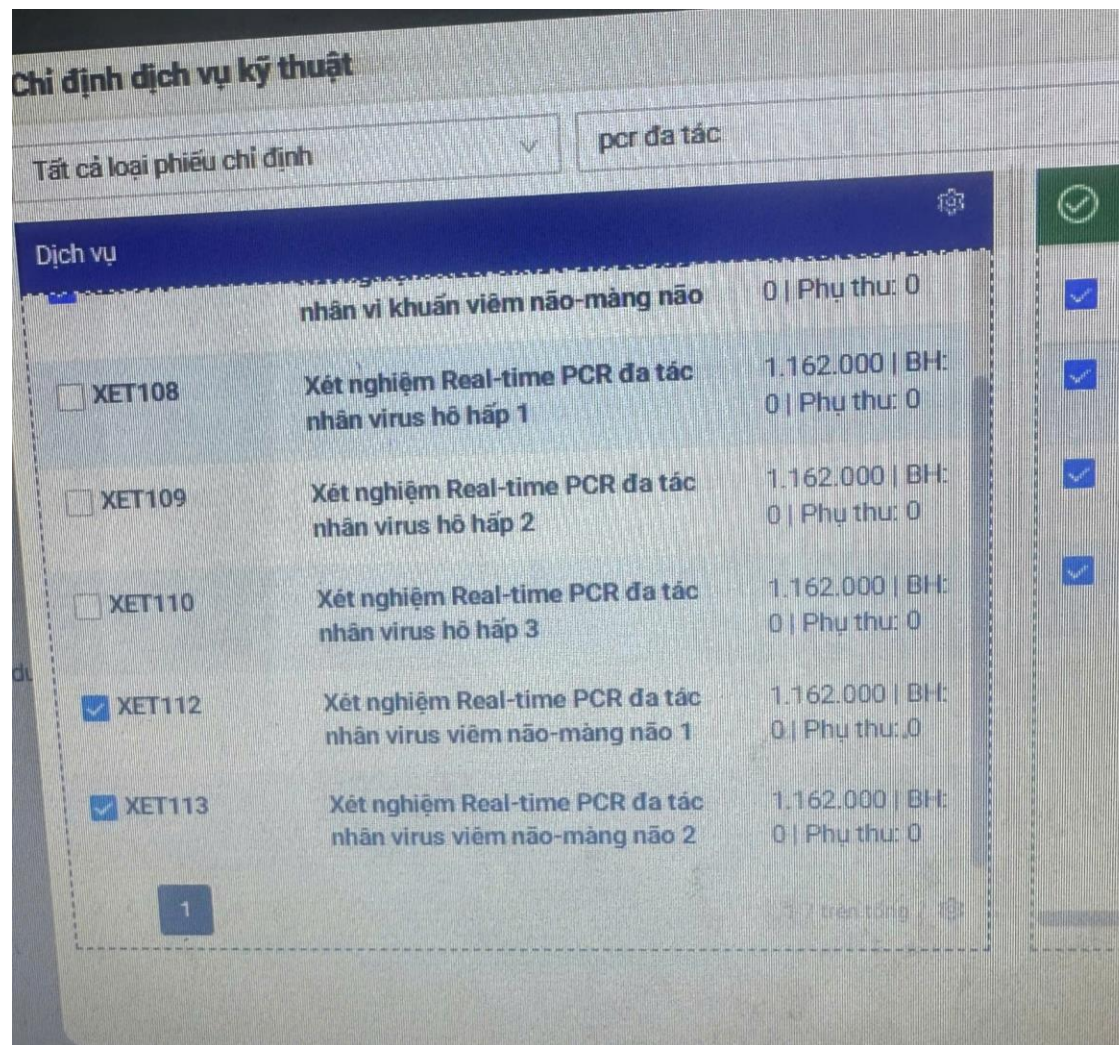 Chỉ định dịch vụ kỹ thuật
Tất cả loại phiếu chỉ định
pcr đa tác
Dịch vụ
nhân vi khuẩn viêm não-màng não
0 | Phụ thu: 0
XET108
Xét nghiệm Real-time PCR đa tác
nhân virus hô hấp 1
1.162.000 | BH:
0 | Phụ thu: 0
XET109
Xét nghiệm Real-time PCR đa tác
nhân virus hô hấp 2
1.162.000 | BH:
0 | Phụ thu: 0
XET110
Xét nghiệm Real-time PCR đa tác
nhân virus hô hấp 3
1.162.000 | BH:
0 | Phụ thu: 0
XET112
Xét nghiệm Real-time PCR đa tác
nhân virus viêm não-màng não 1
1.162.000 | BH:
0 | Phụ thu: 0
XET113
Xét nghiệm Real-time PCR đa tác
nhân virus viêm não-màng não 2
1.162.000 | BH:
0 | Phụ thu: 0
1
trên tổng